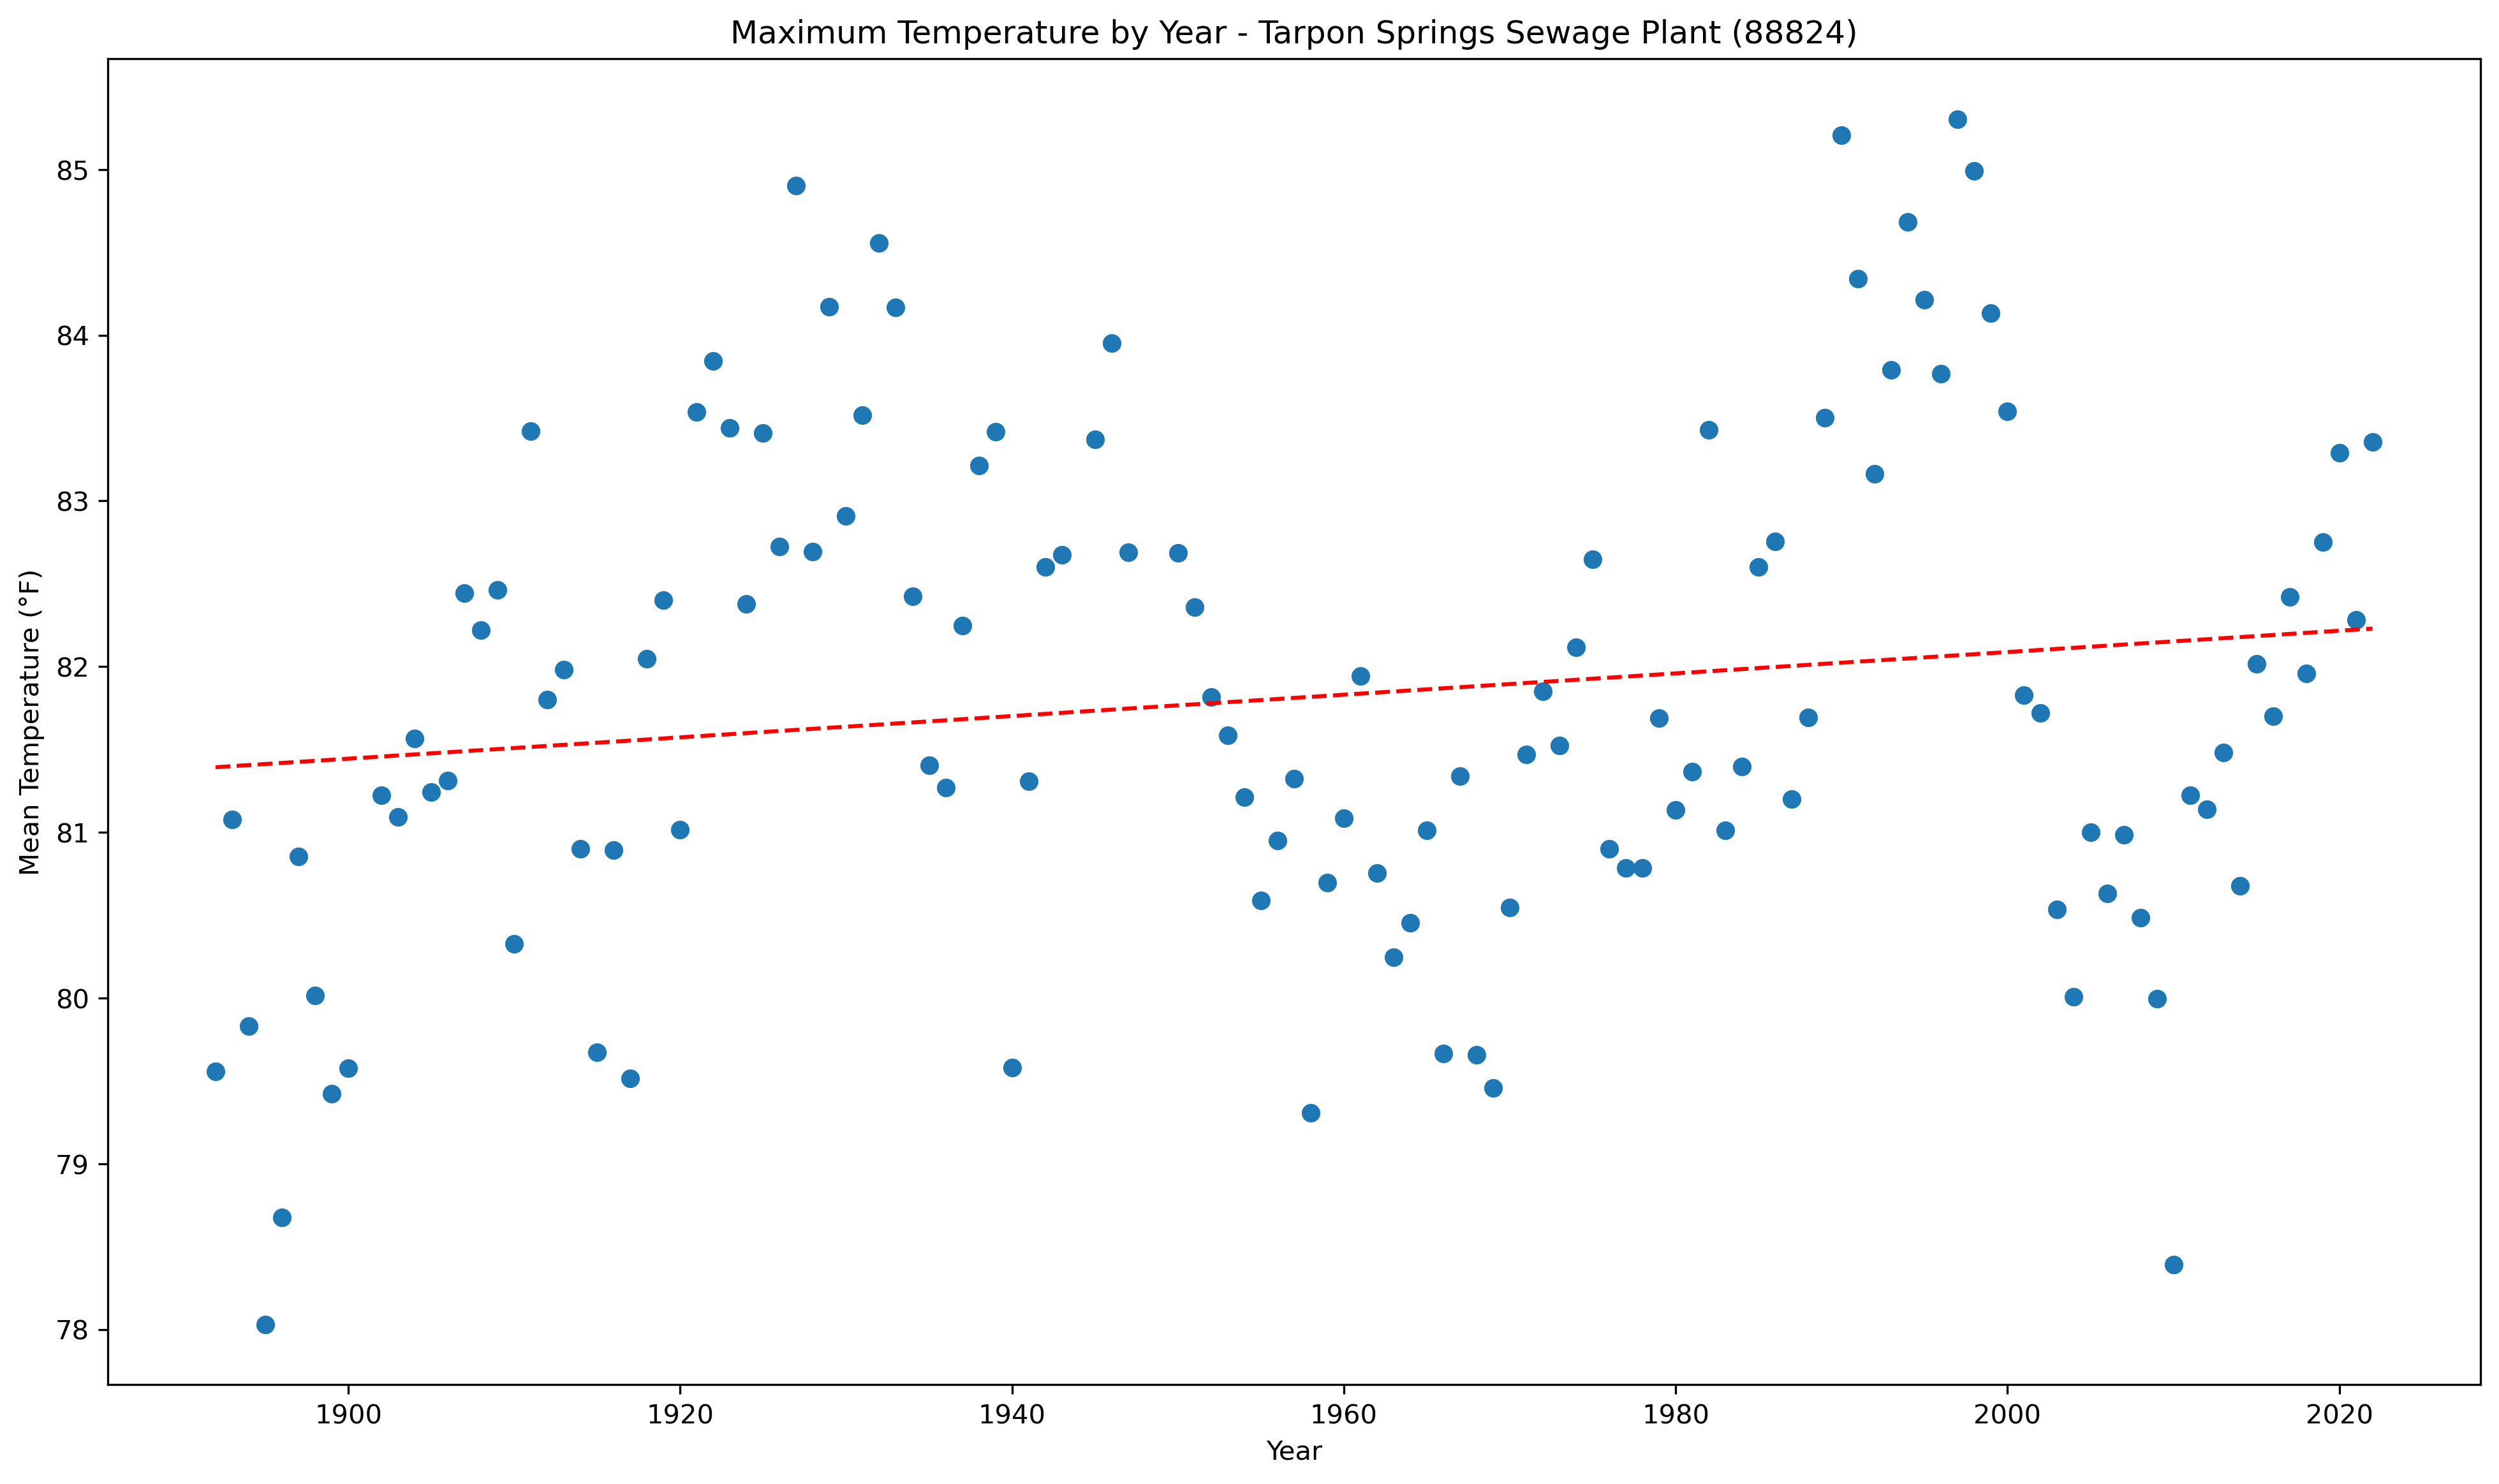 Maximum Temperature by Year - Tarpon Springs Sewage Plant (88824)
Mean Temperature (°F)
85
84
83
82
81
80
79
78
1900 1920 1940 1960 1980 2000 2020
Year